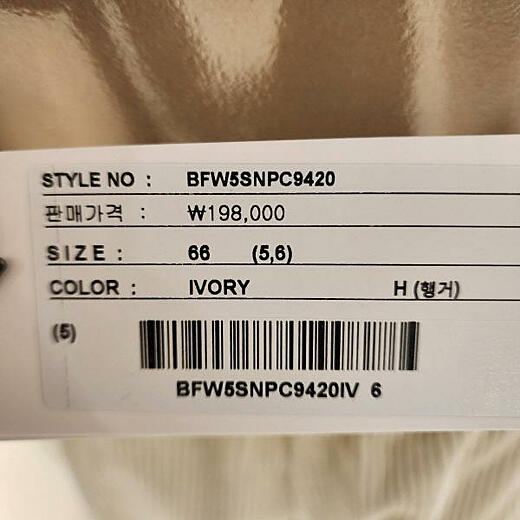 STYLE NO : BFW5SNPC9420
판매가격 : ₩198,000
SIZE : 66 (5,6)
COLOR : IVORY H (행거)
(5)
BFW5SNPC9420IV 6